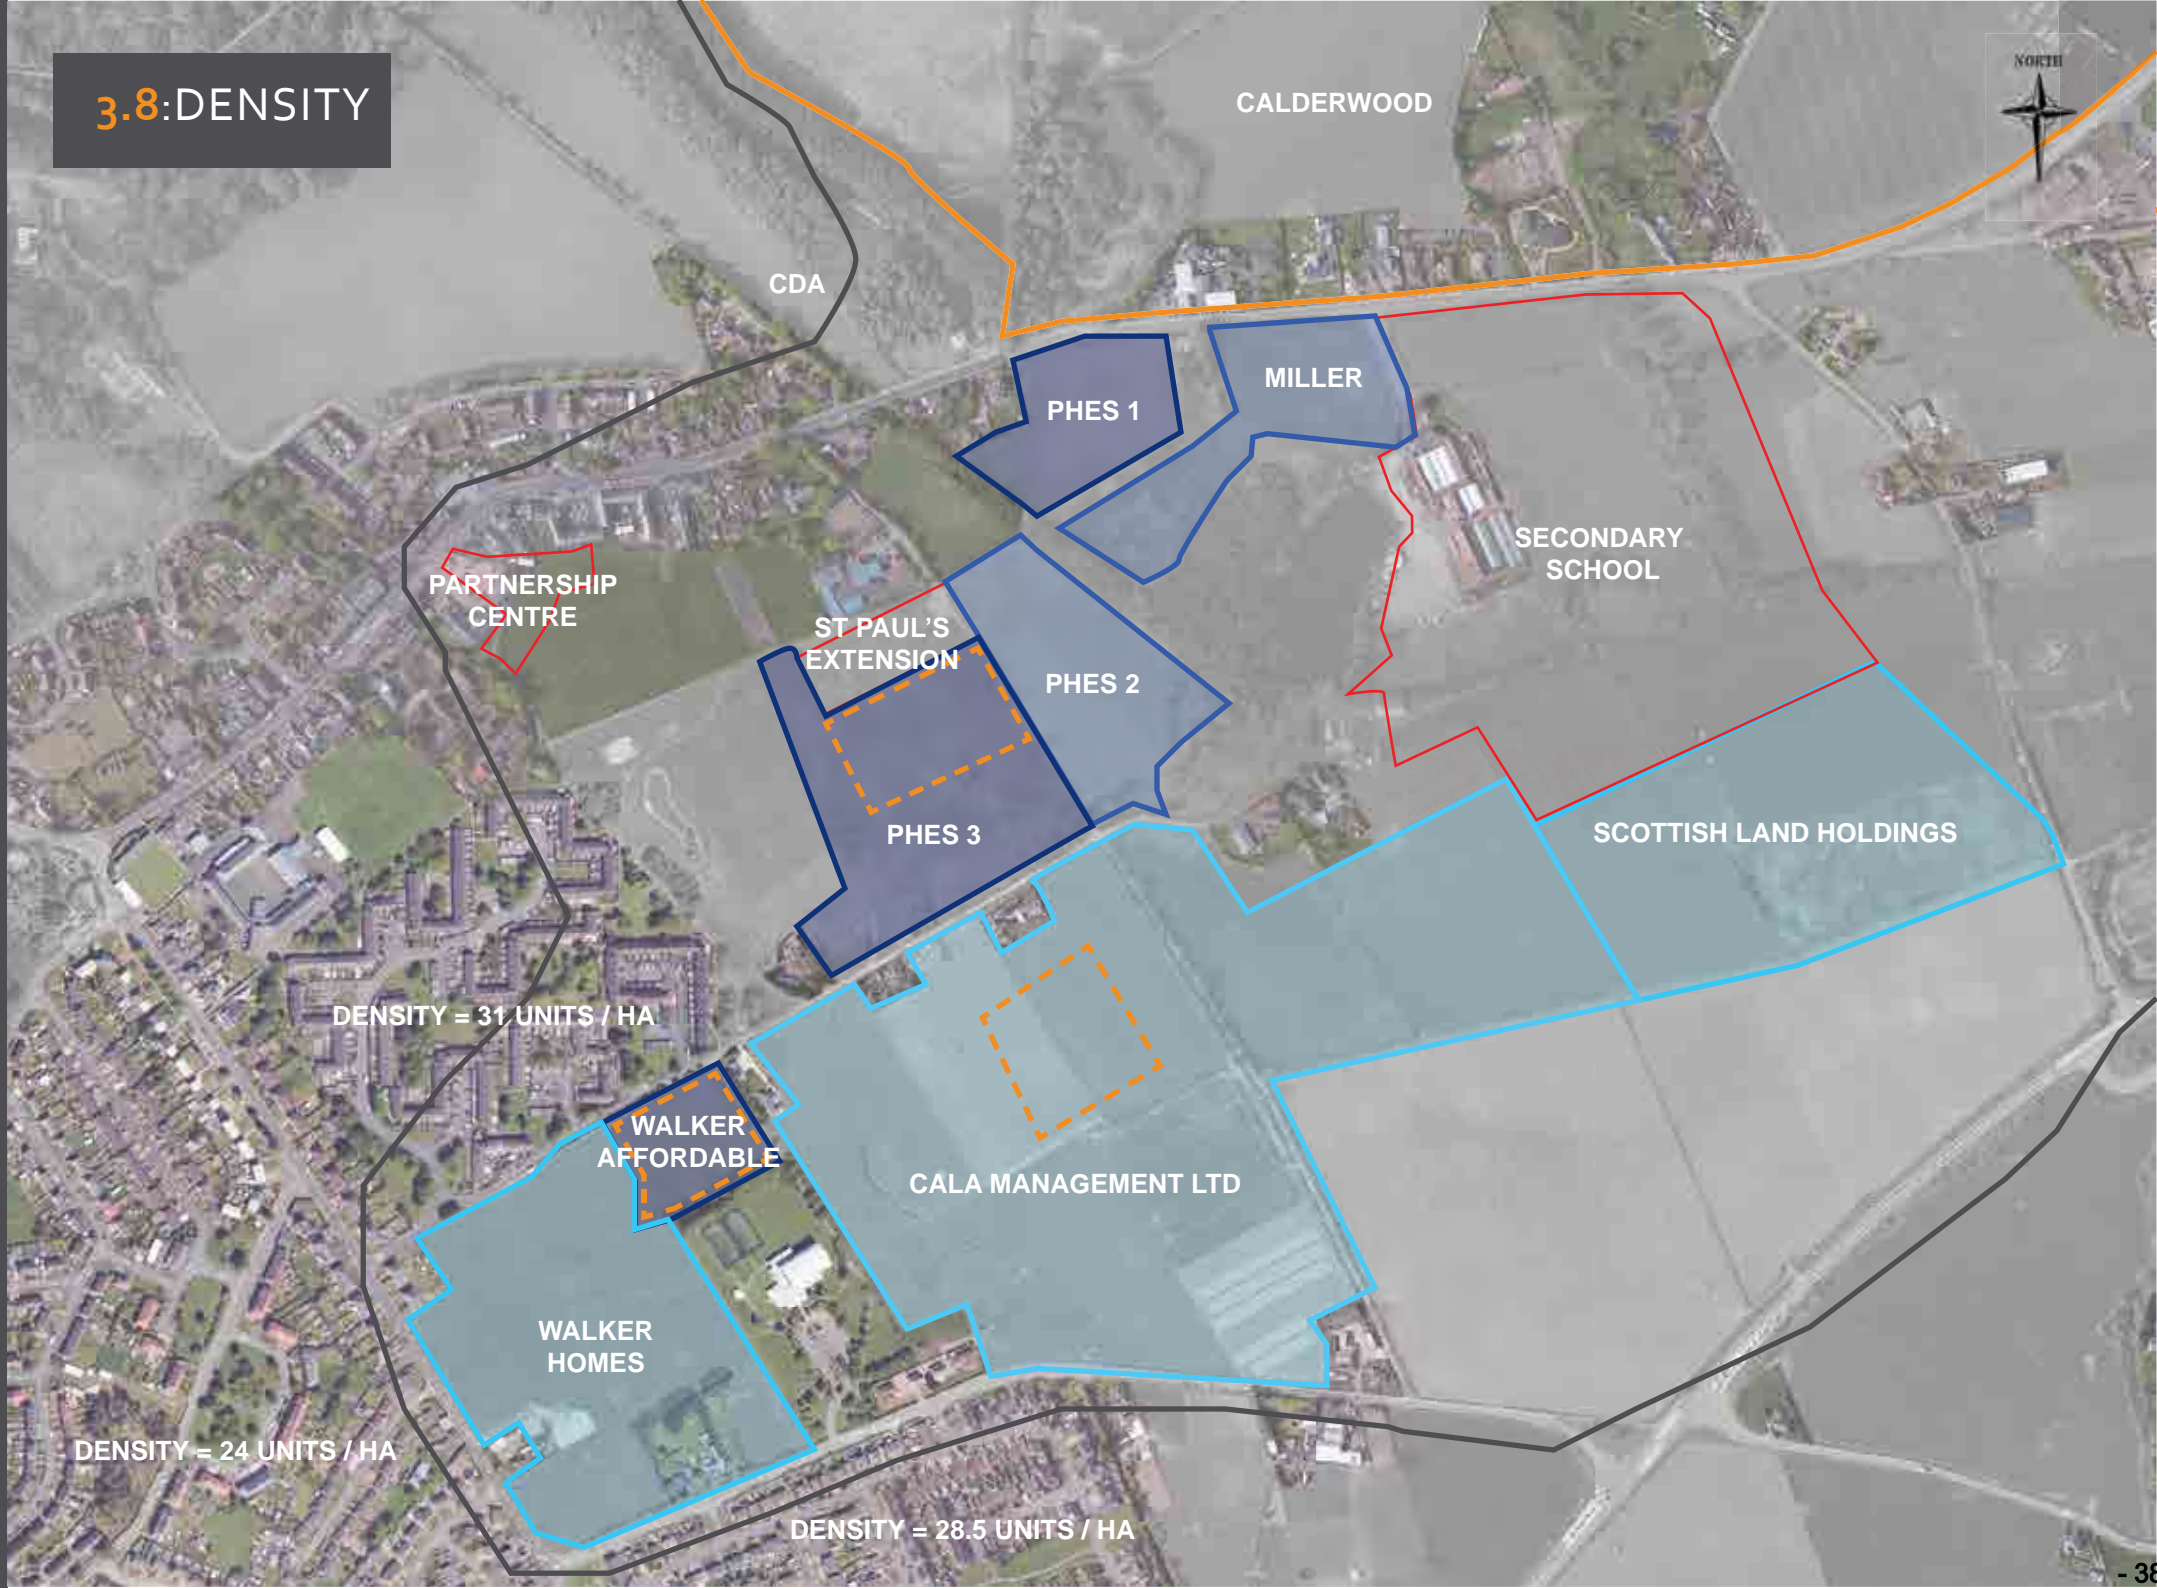 3.8:DENSITY
NORTH
CALDERWOOD
CDA
MILLER
PHES 1
SECONDARY
SCHOOL
PARTNERSHIP
CENTRE
ST PAUL'S
EXTENSION
PHES 2
PHES 3
SCOTTISH LAND HOLDINGS
DENSITY = 31 UNITS / HA
WALKER
AFFORDABLE
CALA MANAGEMENT LTD
WALKER
HOMES
DENSITY = 24 UNITS / HA
DENSITY = 28.5 UNITS / HA
- 38